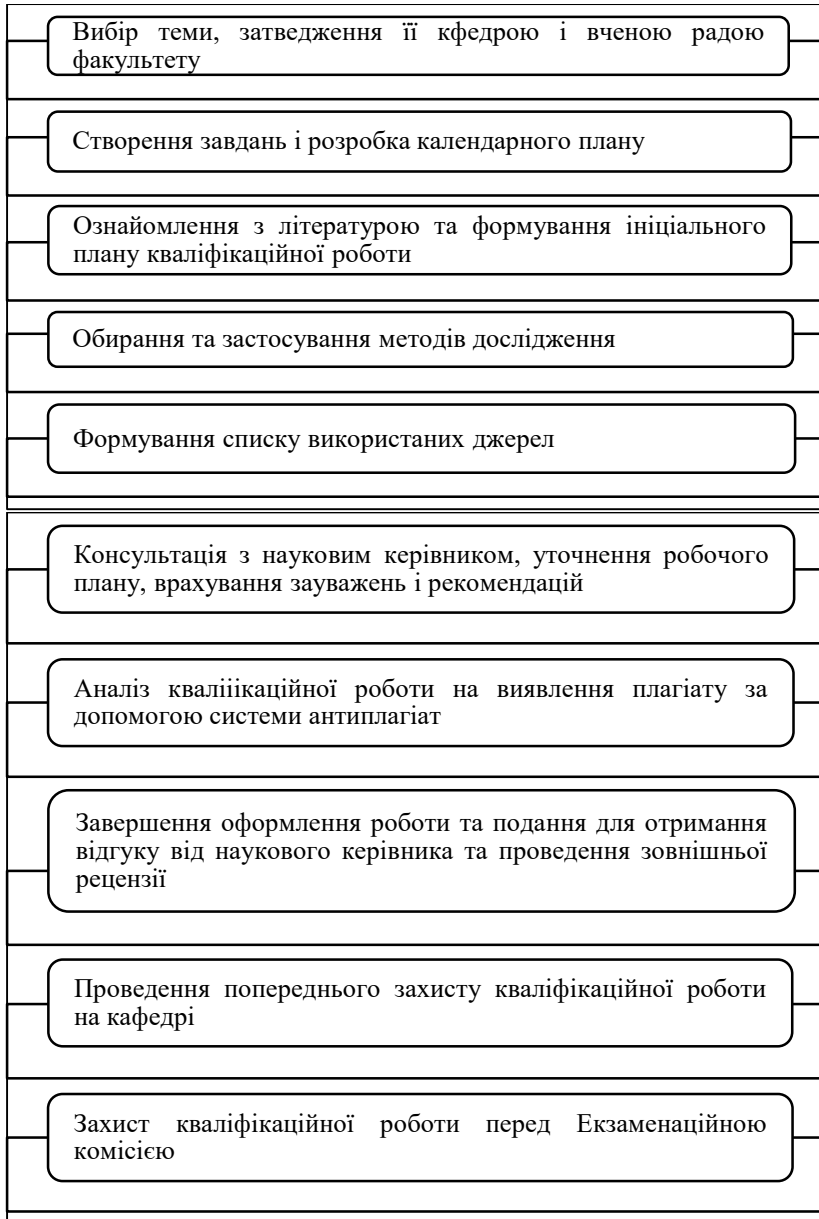 Вибір теми, затведження її кфедрою і вченою радою
факультету
Створення завдань і розробка календарного плану
Ознайомлення з літературою та формування ініціального
плану кваліфікаційної роботи
Обирання та застосування методів дослідження
Формування списку використаних джерел
Консультація з науковим керівником, уточнення робочого
плану, врахування зауважень і рекомендацій
Аналіз кваліііікаційної роботи на виявлення плагіату за
допомогою системи антиплагіат
Завершення оформлення роботи та подання для отримання
відгуку від наукового керівника та проведення зовнішньої
рецензії
Проведення попереднього захисту кваліфікаційної роботи
на кафедрі
Захист кваліфікаційної роботи перед Екзаменаційною
комісією